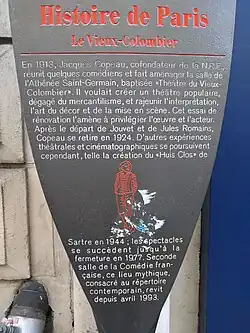 Histoire de Paris
Le Vieux-Colombier
En 1913, Jacques Copeau, cofondateur de la N.R.F.,
réunit quelques comédiens et fait aménager la salle de
l'Athénée Saint-Germain, baptisée «Théâtre du Vieux-
Colombier». Il voulait créer un théâtre populaire,
dégagé du mercantilisme, et rajeunir l'interprétation,
l'art du décor et de la mise en scène. Cet essai de
rénovation l'amène à privilégier l'œuvre et l'acteur.
Après le départ de Jouvet et de Jules Romains,
Copeau se retire en 1924. D'autres expériences
théâtrales et cinématographiques se poursuivent
cependant, telle la création du «Huis Clos» de
Sartre en 1944 ; les spectacles
se succèdent jusqu'à la
fermeture en 1977. Seconde
salle de la Comédie fran-
çaise, ce lieu mythique,
consacré au répertoire
contemporain, revit
depuis avril 1993.